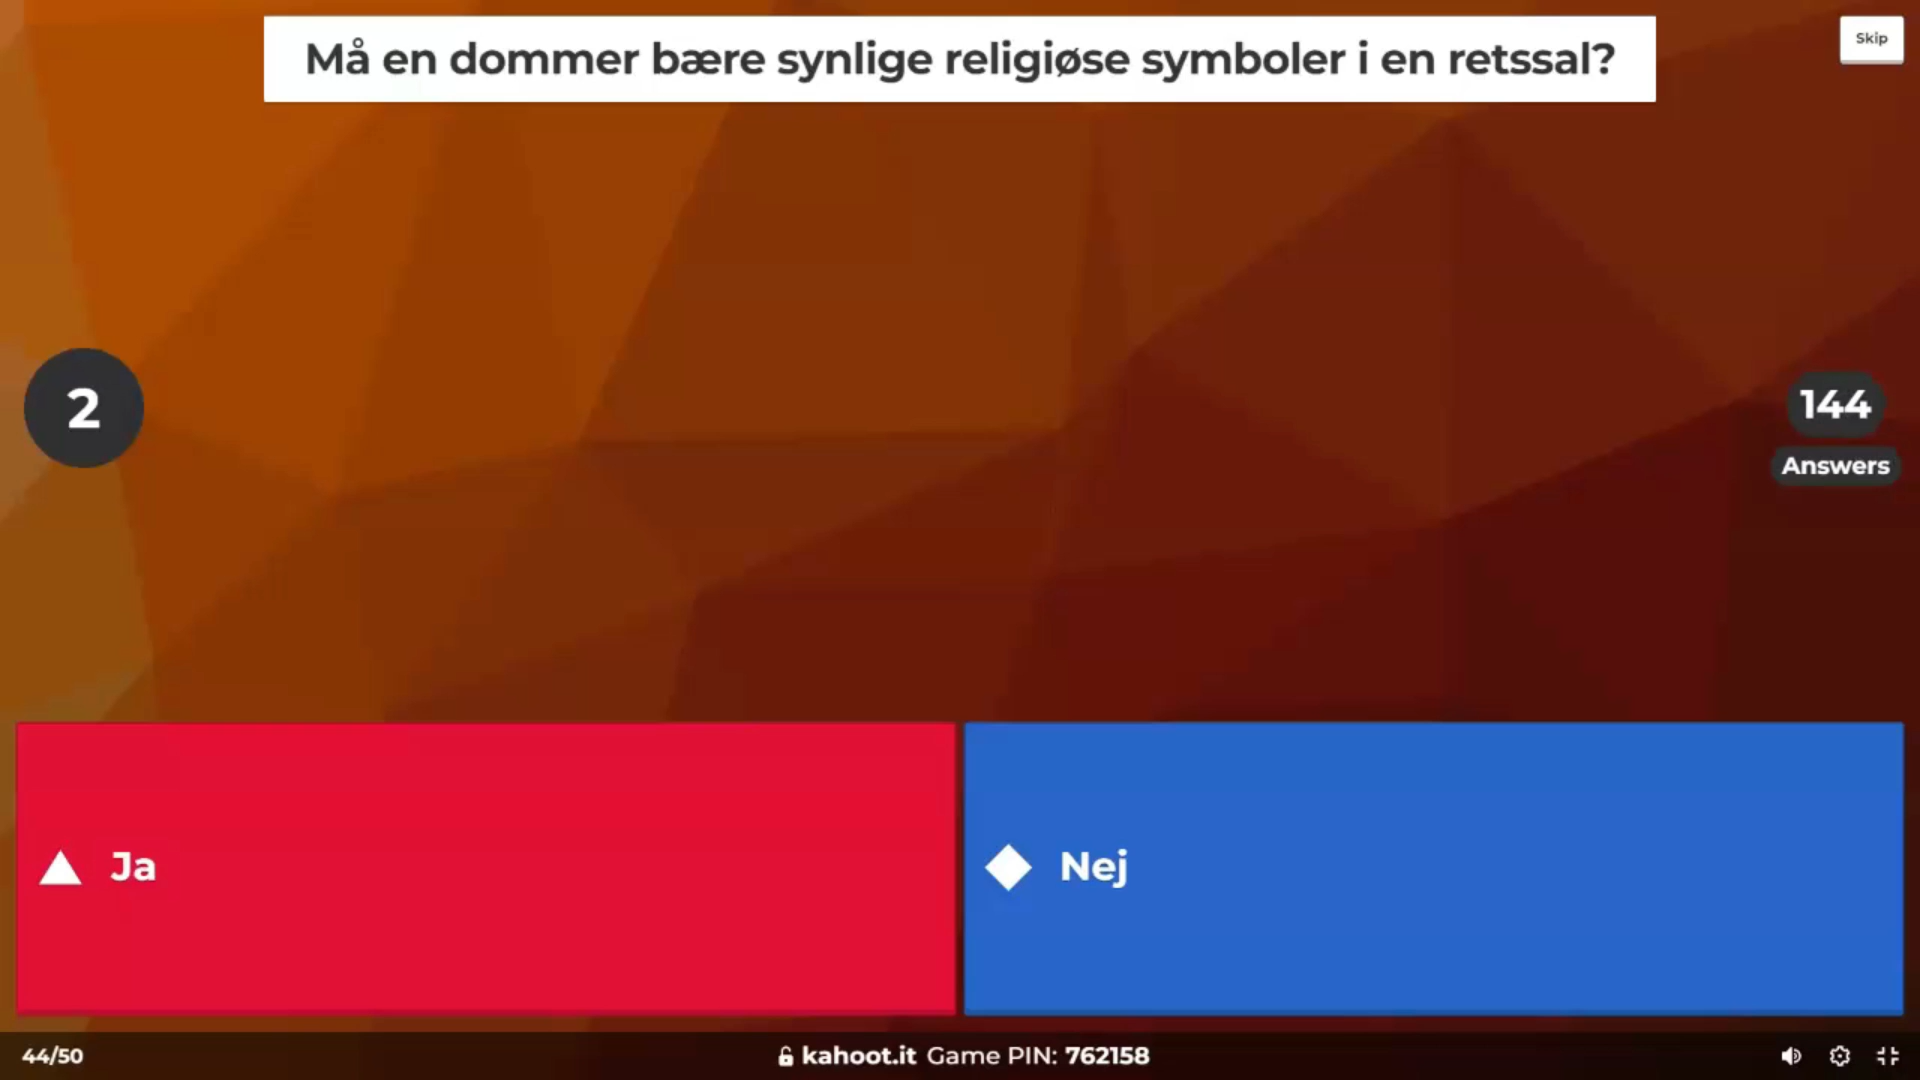 Må en dommer bære synlige religiøse symboler i en retssal?
Skip
2
144
Answers
Ja
Nej
44/50
kahoot.it Game PIN: 762158